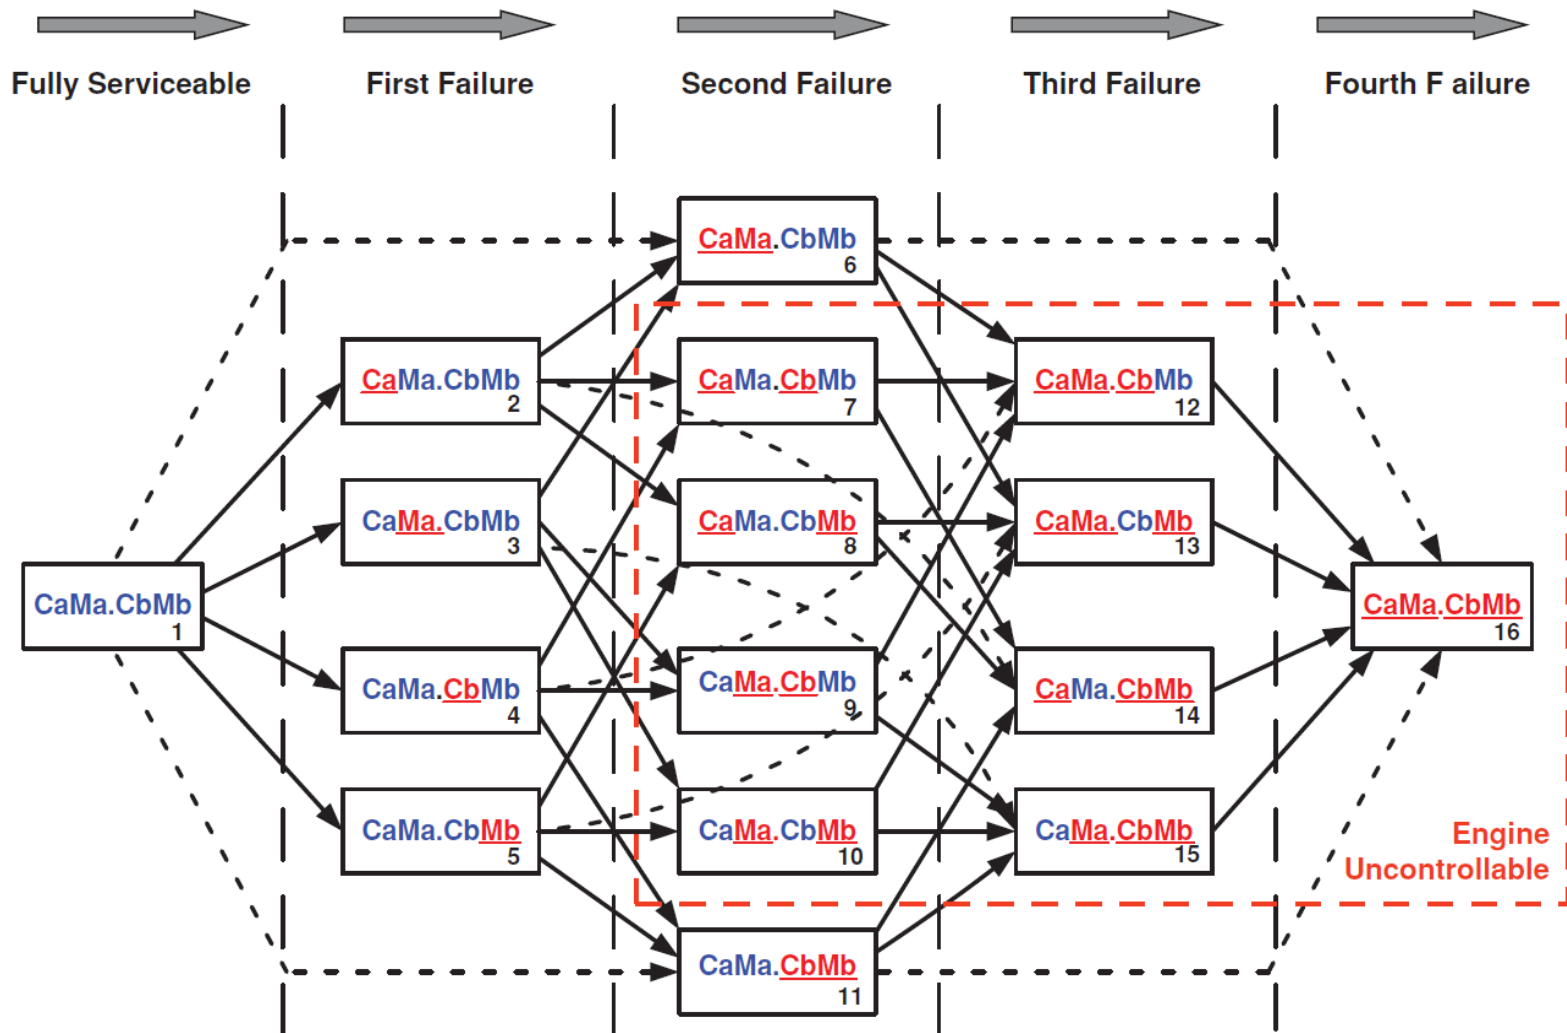 Fully Serviceable
First Failure
Second Failure
Third Failure
Fourth F ailure
CaMa.CbMb
1
CaMa.CbMb
2
CaMa.CbMb
3
CaMa.CbMb
4
CaMa.CbMb
5
CaMa.CbMb
6
CaMa.CbMb
7
CaMa.CbMb
8
CaMa.CbMb
9
CaMa.CbMb
10
CaMa.CbMb
11
CaMa.CbMb
12
CaMa.CbMb
13
CaMa.CbMb
14
CaMa.CbMb
15
CaMa.CbMb
16
Engine
Uncontrollable